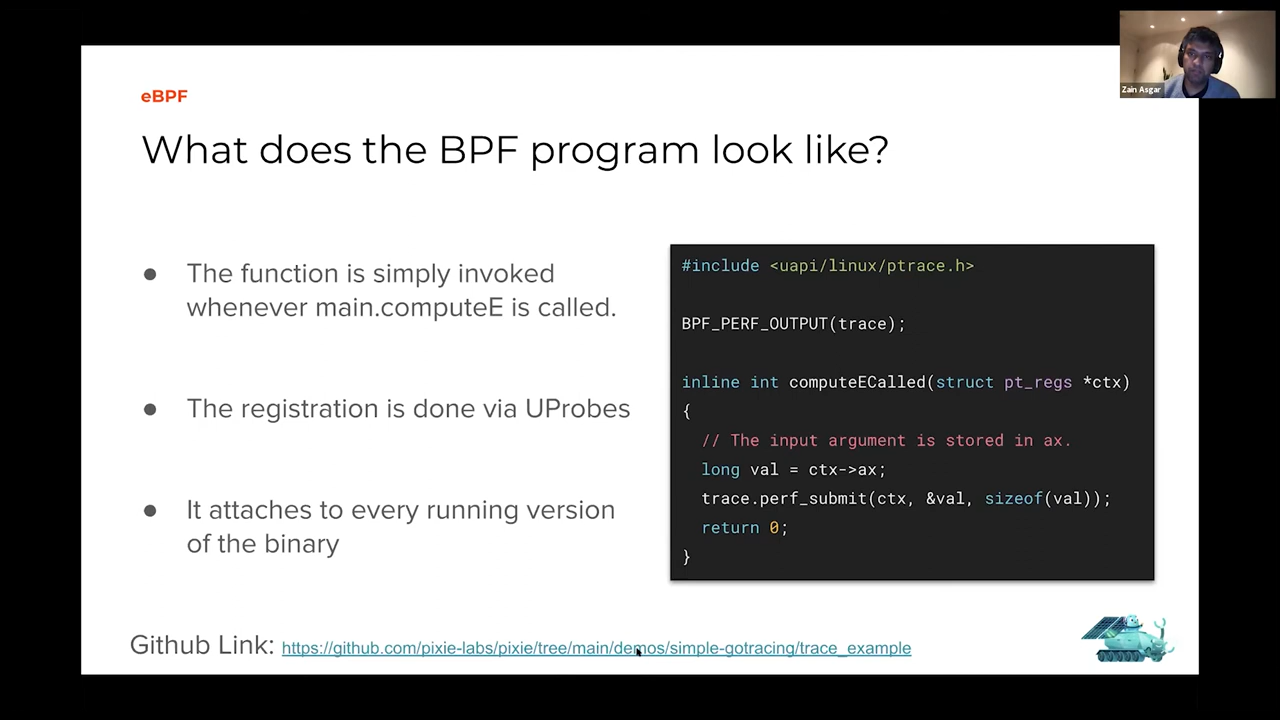 Zain Asgar
eBPF
What does the BPF program look like?
● The function is simply invoked
whenever main.computeE is called.
● The registration is done via UProbes
● It attaches to every running version
of the binary
#include <uapi/linux/ptrace.h>
BPF_PERF_OUTPUT(trace);
inline int computeECalled(struct pt_regs *ctx)
{
// The input argument is stored in ax.
long val = ctx->ax;
trace.perf_submit(ctx, &val, sizeof(val));
return 0;
}
Github Link: https://github.com/pixie-labs/pixie/tree/main/demos/simple-gotracing/trace_example